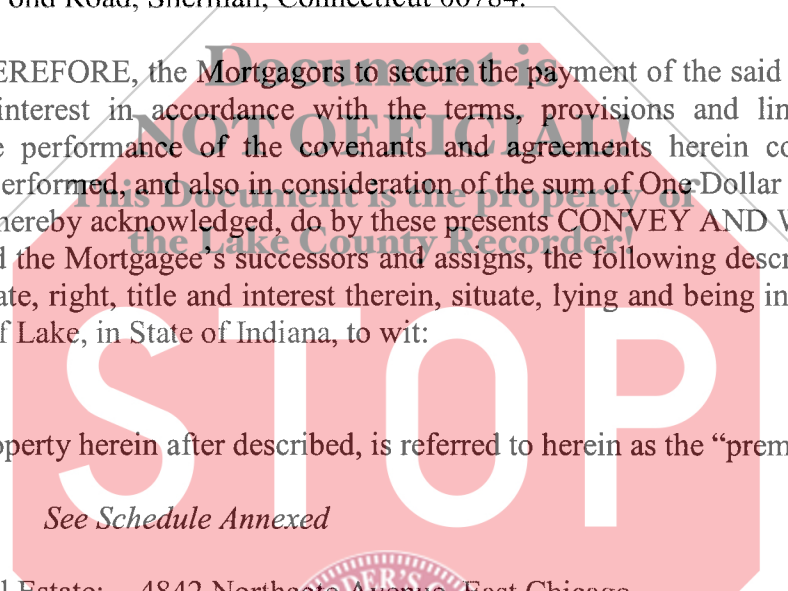 ond Road, Sherman, Connecticut 06784.
Document is
EREFORE, the Mortgagors to secure the payment of the said
interest in accordance with the terms, provisions and lim
NOT OFFICIAL!
e performance of the covenants and agreements herein co
erformed, and also in consideration of the sum of One Dollar
This Document is the property of
hereby acknowledged, do by these presents CONVEY AND W
the Lake County Recorder!
d the Mortgagee's successors and assigns, the following descr
ate, right, title and interest therein, situate, lying and being in
f Lake, in State of Indiana, to wit:
STOP
operty herein after described, is referred to herein as the “prem
See Schedule Annexed
DER'S
l Estate: 4842 Northcote Avenue, East Chicago